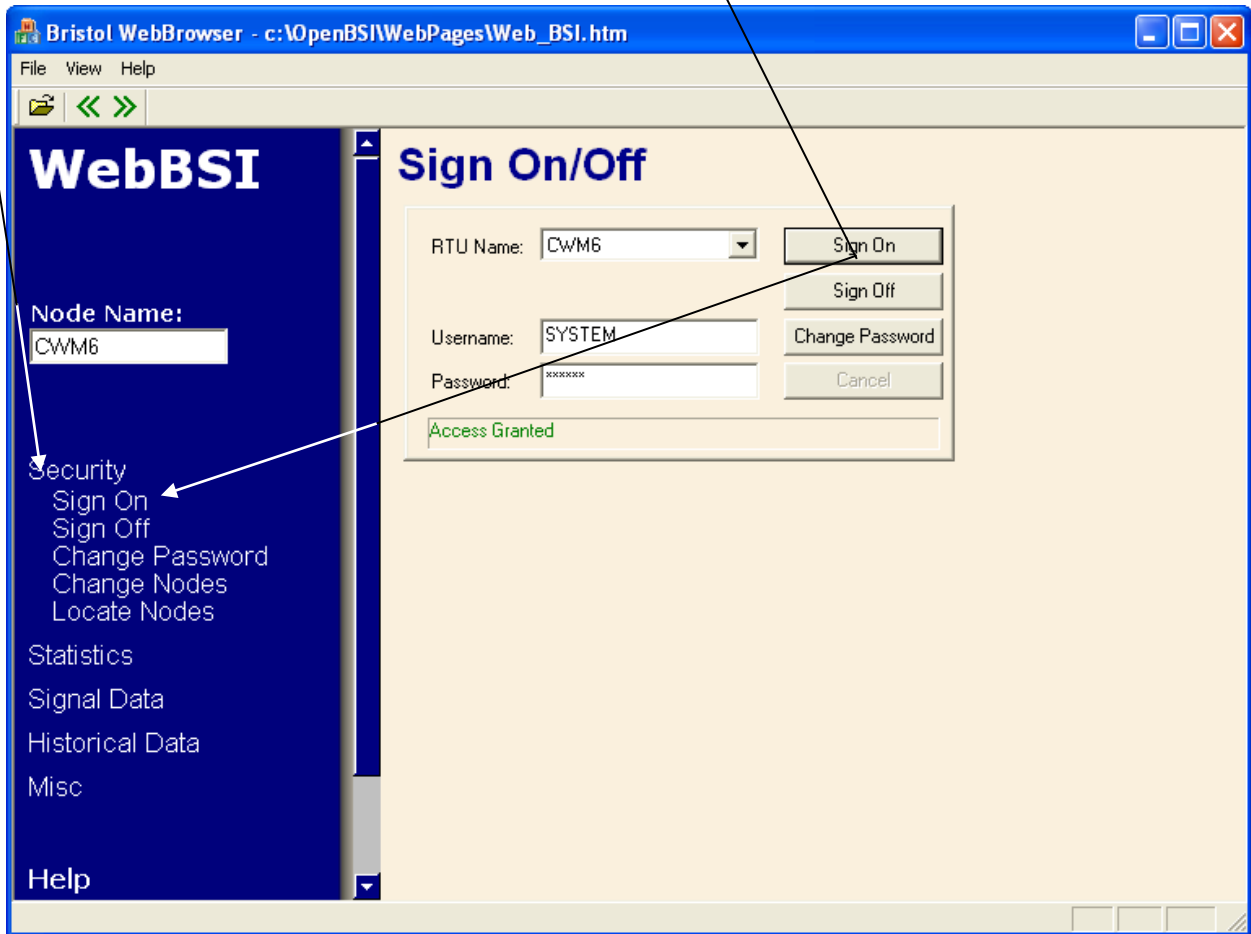 Bristol WebBrowser - c:\OpenBSI\WebPages\Web_BSI.htm
File View Help
WebBSI
Node Name:
CWM6
Security
Sign On
Sign Off
Change Password
Change Nodes
Locate Nodes
Statistics
Signal Data
Historical Data
Misc
Help
Sign On/Off
RTU Name: CWM6 Sign On
Sign Off
Username: SYSTEM Change Password
Password: ****** Cancel
Access Granted